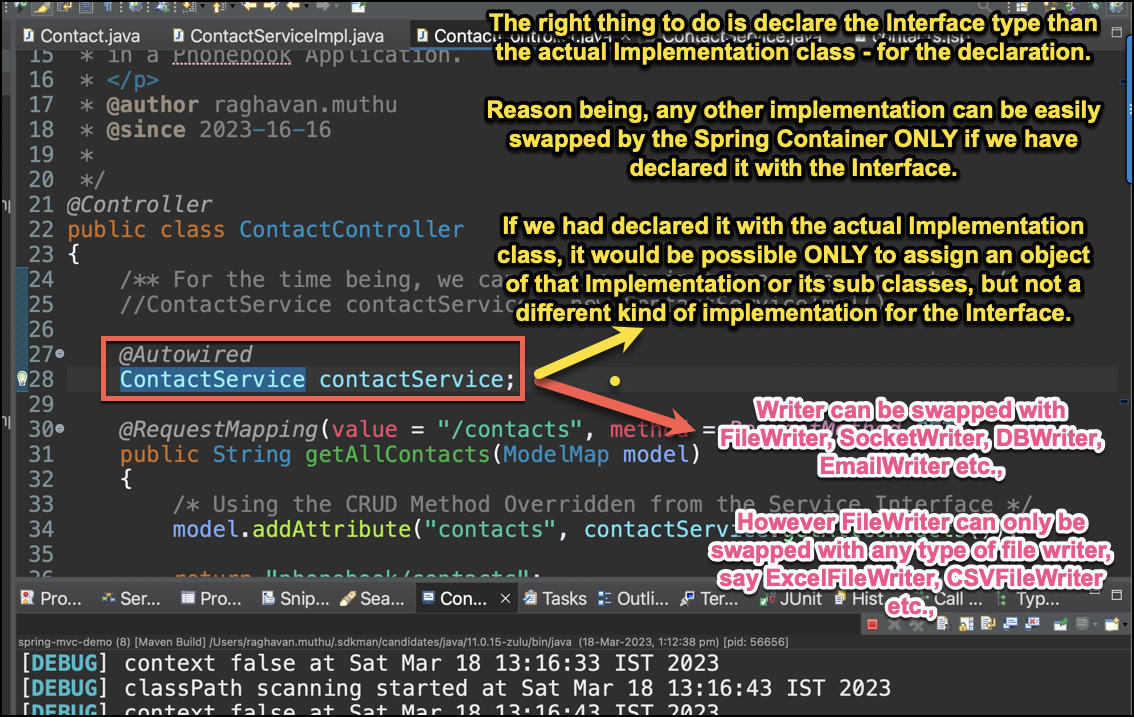 Contact.java
ContactServiceImpl.java
The right thing to do is declare the Interface type than
the actual Implementation class - for the declaration.
15 * in a Phonebook Application.
16 * </p>
17 * @author raghavan.muthu
18 * @since 2023-16-16
19 *
20 */
Reason being, any other implementation can be easily
swapped by the Spring Container ONLY if we have
declared it with the Interface.
21 @Controller
22 public class ContactController
23 {
If we had declared it with the actual Implementation
class, it would be possible ONLY to assign an object
of that Implementation or its sub classes, but not a
different kind of implementation for the Interface.
24 /** For the time being, we
25 //ContactService
26
27 @Autowired
28 ContactService contactService;
29
30 @RequestMapping(value = "/contacts",
31 public String getAllContacts(ModelMap model)
32 {
33 /* Using the CRUD Method Overridden from the Service Interface */
34 model.addAttribute("contacts",
35
Writer can be swapped with
FileWriter, SocketWriter, DBWriter,
EmailWriter etc.,
However FileWriter can only be
swapped with any type of file writer,
say ExcelFileWriter, CSVFileWriter
etc.,
Pro... Ser... Pro... Snip... Sea... Con... Tasks Outli... Ter... JUnit Hist Call ... Typ...
spring-mvc-demo (8) [Maven Build] /Users/raghavan.muthu/.sdkman/candidates/java/11.0.15-zulu/bin/java (18-Mar-2023, 1:12:38 pm) [pid: 56656]
[DEBUG] context false at Sat Mar 18 13:16:33 IST 2023
[DEBUG] classPath scanning started at Sat Mar 18 13:16:43 IST 2023
[DEBUG] context false at Sat Mar 18 13:16:43 IST 2023